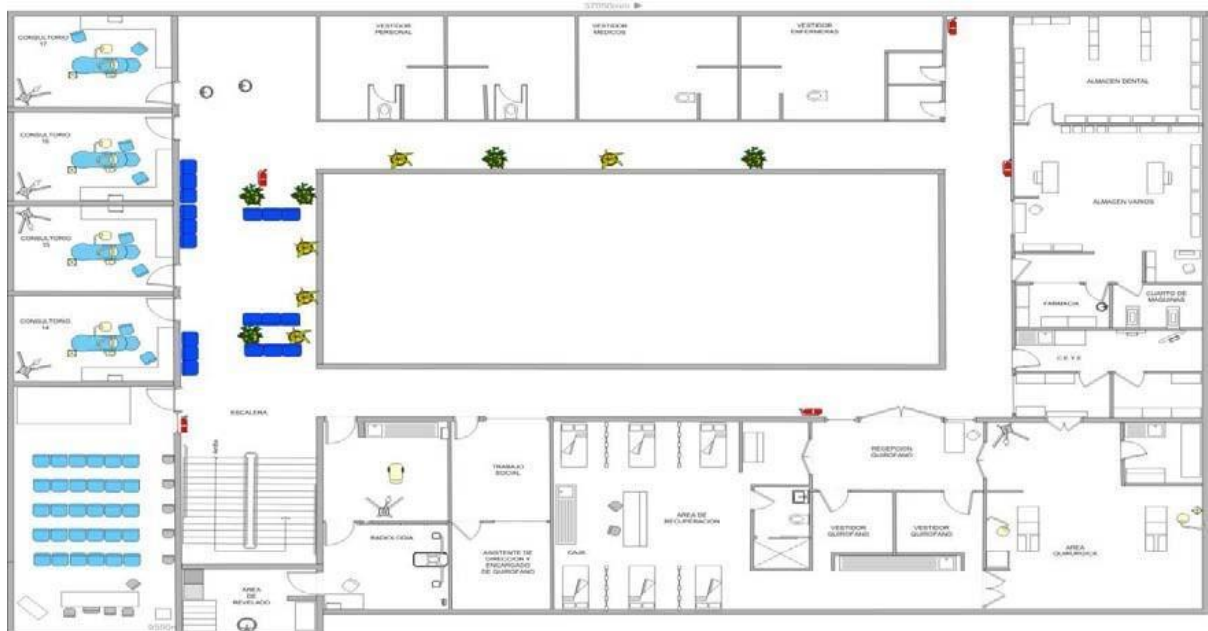 57050mm
CONSULTORIO
17
VESTIDOR
PERSONAL
VESTIDOR
MEDICOS
VESTIDOR
ENFERMERAS
ALMACEN DENTAL
CONSULTORIO
16
CONSULTORIO
15
ALMACEN VARIOS
FARMACIA
CUARTO DE
MAQUINAS
CONSULTORIO
14
C E Y E
ESCALERA
TRABAJO
SOCIAL
RECEPCION
QUIROFANO
AREA DE
RECUPERACION
RADIOLOGIA
VESTIDOR
QUIROFANO
VESTIDOR
QUIROFANO
ASISTENTE DE
DIRECCION Y
ENCARGADO
DE QUIROFANO
CAJA
AREA
QUIRURGICA
AREA
DE
REVELADO